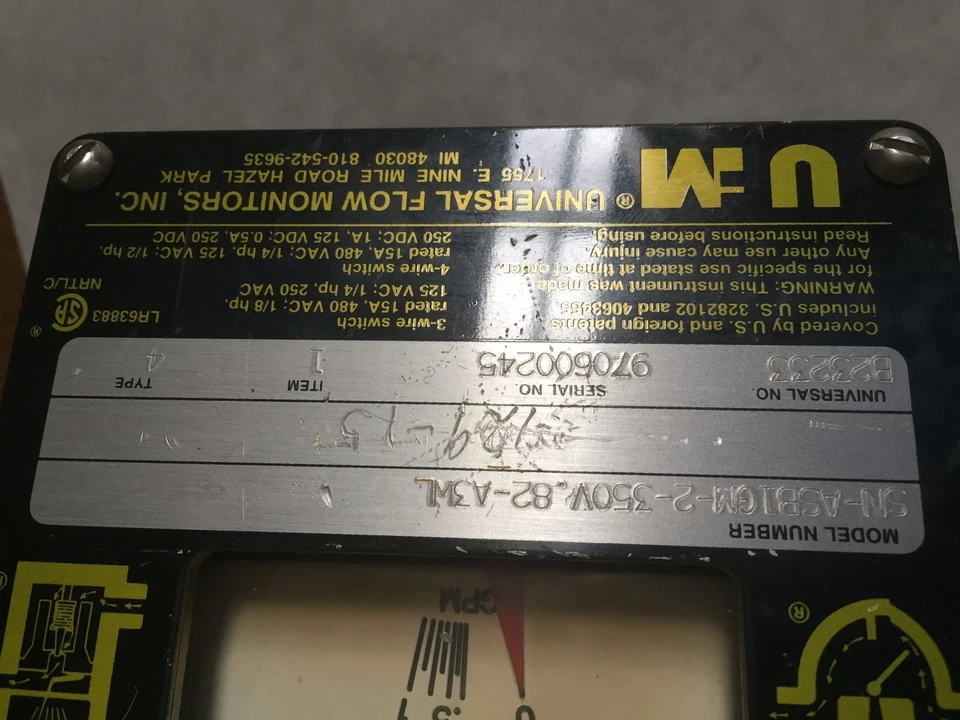 0 .5 1
GPM
MODEL NUMBER
SN-ASB1GM-2-350V.82-A3WL
UNIVERSAL NO. SERIAL NO. ITEM TYPE
B23233 970600245 1 4
Covered by U.S. and foreign patents
includes U.S. 3282102 and 4063455.
WARNING: This instrument was made
for the specific use stated at time of order.
Any other use may cause injury.
Read instructions before using.
3-wire switch
rated 15A, 480 VAC: 1/8 hp.
125 VAC: 1/4 hp, 250 VAC
4-wire switch
rated 15A, 480 VAC: 1/4 hp, 125 VAC, 1/2 hp.
250 VDC: 1A, 125 VDC: 0.5A, 250 VDC
LR63883
NRTL/C
UFM UNIVERSAL FLOW MONITORS, INC.
1755 E. NINE MILE ROAD HAZEL PARK
MI 48030 810-542-9635